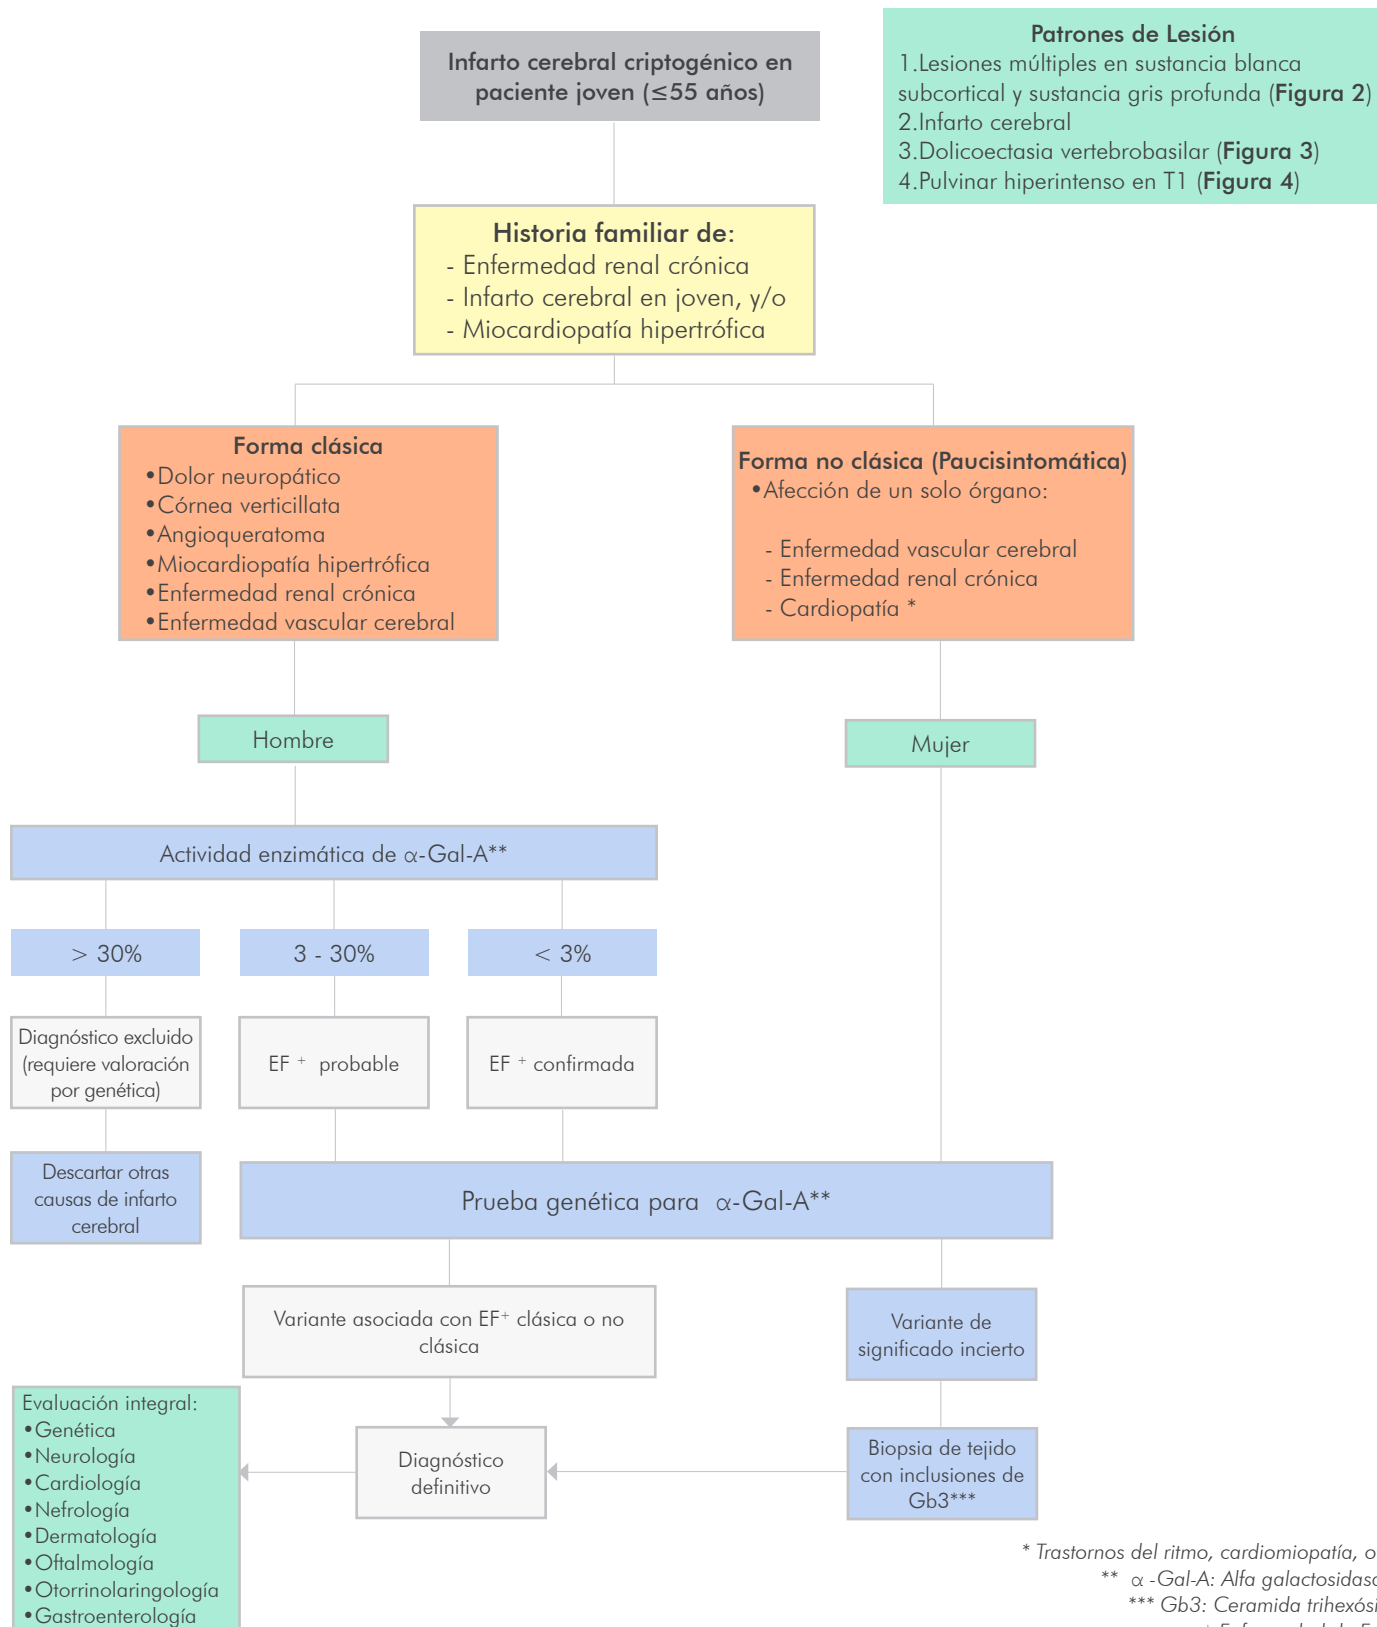 Infarto cerebral criptogénico en
paciente joven (≤55 años)
Patrones de Lesión
1.Lesiones múltiples en sustancia blanca
subcortical y sustancia gris profunda (Figura 2)
2.Infarto cerebral
3.Dolicoectasia vertebrobasilar (Figura 3)
4.Pulvinar hiperintenso en T1 (Figura 4)
Historia familiar de:
- Enfermedad renal crónica
- Infarto cerebral en joven, y/o
- Miocardiopatía hipertrófica
Forma clásica
•Dolor neuropático
•Córnea verticillata
•Angioqueratoma
•Miocardiopatía hipertrófica
•Enfermedad renal crónica
•Enfermedad vascular cerebral
Forma no clásica (Paucisintomática)
•Afección de un solo órgano:
- Enfermedad vascular cerebral
- Enfermedad renal crónica
- Cardiopatía *
Hombre
Mujer
Actividad enzimática de α-Gal-A**
> 30%
3 - 30%
< 3%
Diagnóstico excluido
(requiere valoración
por genética)
EF + probable
EF + confirmada
Descartar otras
causas de infarto
cerebral
Prueba genética para α-Gal-A**
Variante asociada con EF+ clásica o no
clásica
Variante de
significado incierto
Evaluación integral:
•Genética
•Neurología
•Cardiología
•Nefrología
•Dermatología
•Oftalmología
•Otorrinolaringología
•Gastroenterología
Diagnóstico
definitivo
Biopsia de tejido
con inclusiones de
Gb3***
* Trastornos del ritmo, cardiomiopatía, o
** α -Gal-A: Alfa
*** Gb3: Ceramida